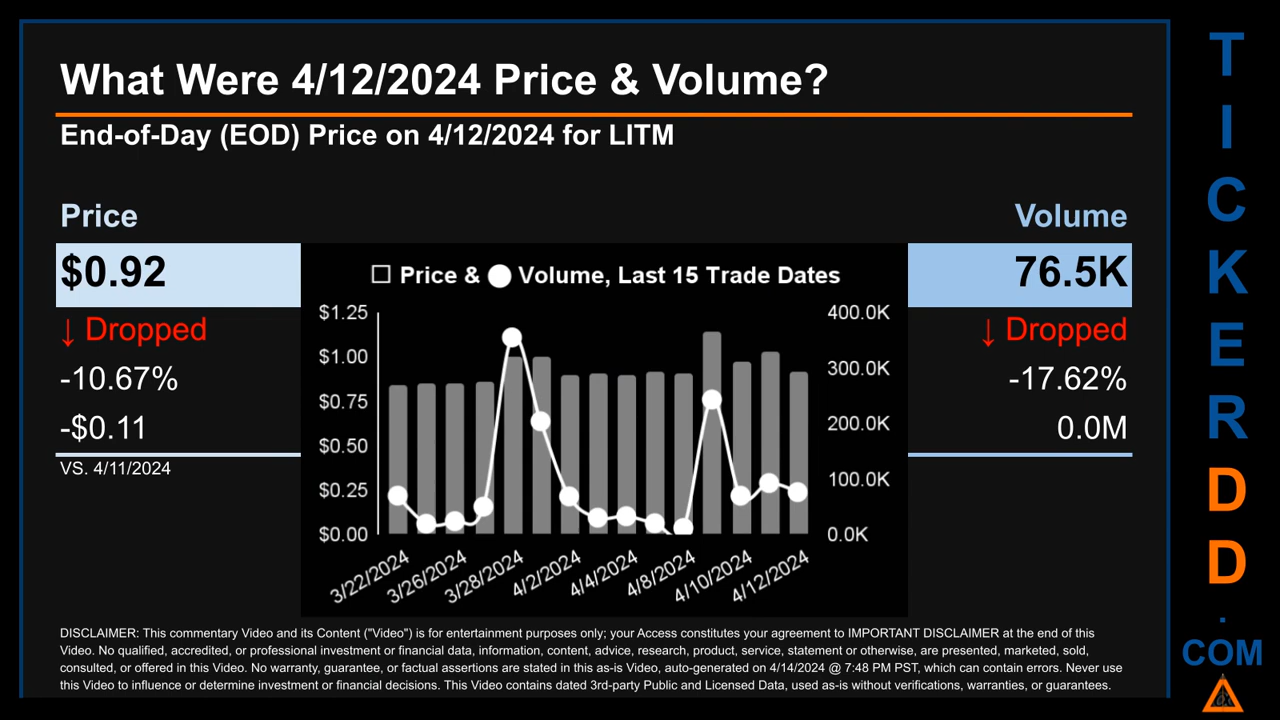 What Were 4/12/2024 Price & Volume?
End-of-Day (EOD) Price on 4/12/2024 for LITM
Price
Volume
$0.92
76.5K
↓ Dropped
↓ Dropped
-10.67%
-17.62%
-$0.11
0.0M
VS. 4/11/2024
Price & Volume, Last 15 Trade Dates
$1.25
$1.00
$0.75
$0.50
$0.25
$0.00
400.0K
300.0K
200.0K
100.0K
0.0K
3/22/2024
3/26/2024
3/28/2024
4/2/2024
4/4/2024
4/8/2024
4/10/2024
4/12/2024
DISCLAIMER: This commentary Video and its Content ("Video") is for entertainment purposes only; your Access constitutes your agreement to IMPORTANT DISCLAIMER at the end of this
Video. No qualified, accredited, or professional investment or financial data, information, content, advice, research, product, service, statement or otherwise, are presented, marketed, sold,
consulted, or offered in this Video. No warranty, guarantee, or factual assertions are stated in this as-is Video, auto-generated on 4/14/2024 @ 7:48 PM PST, which can contain errors. Never use
this Video to influence or determine investment or financial decisions. This Video contains dated 3rd-party Public and Licensed Data, used as-is without verifications, warranties, or guarantees.
T
I
C
K
E
R
D
D
.
COM